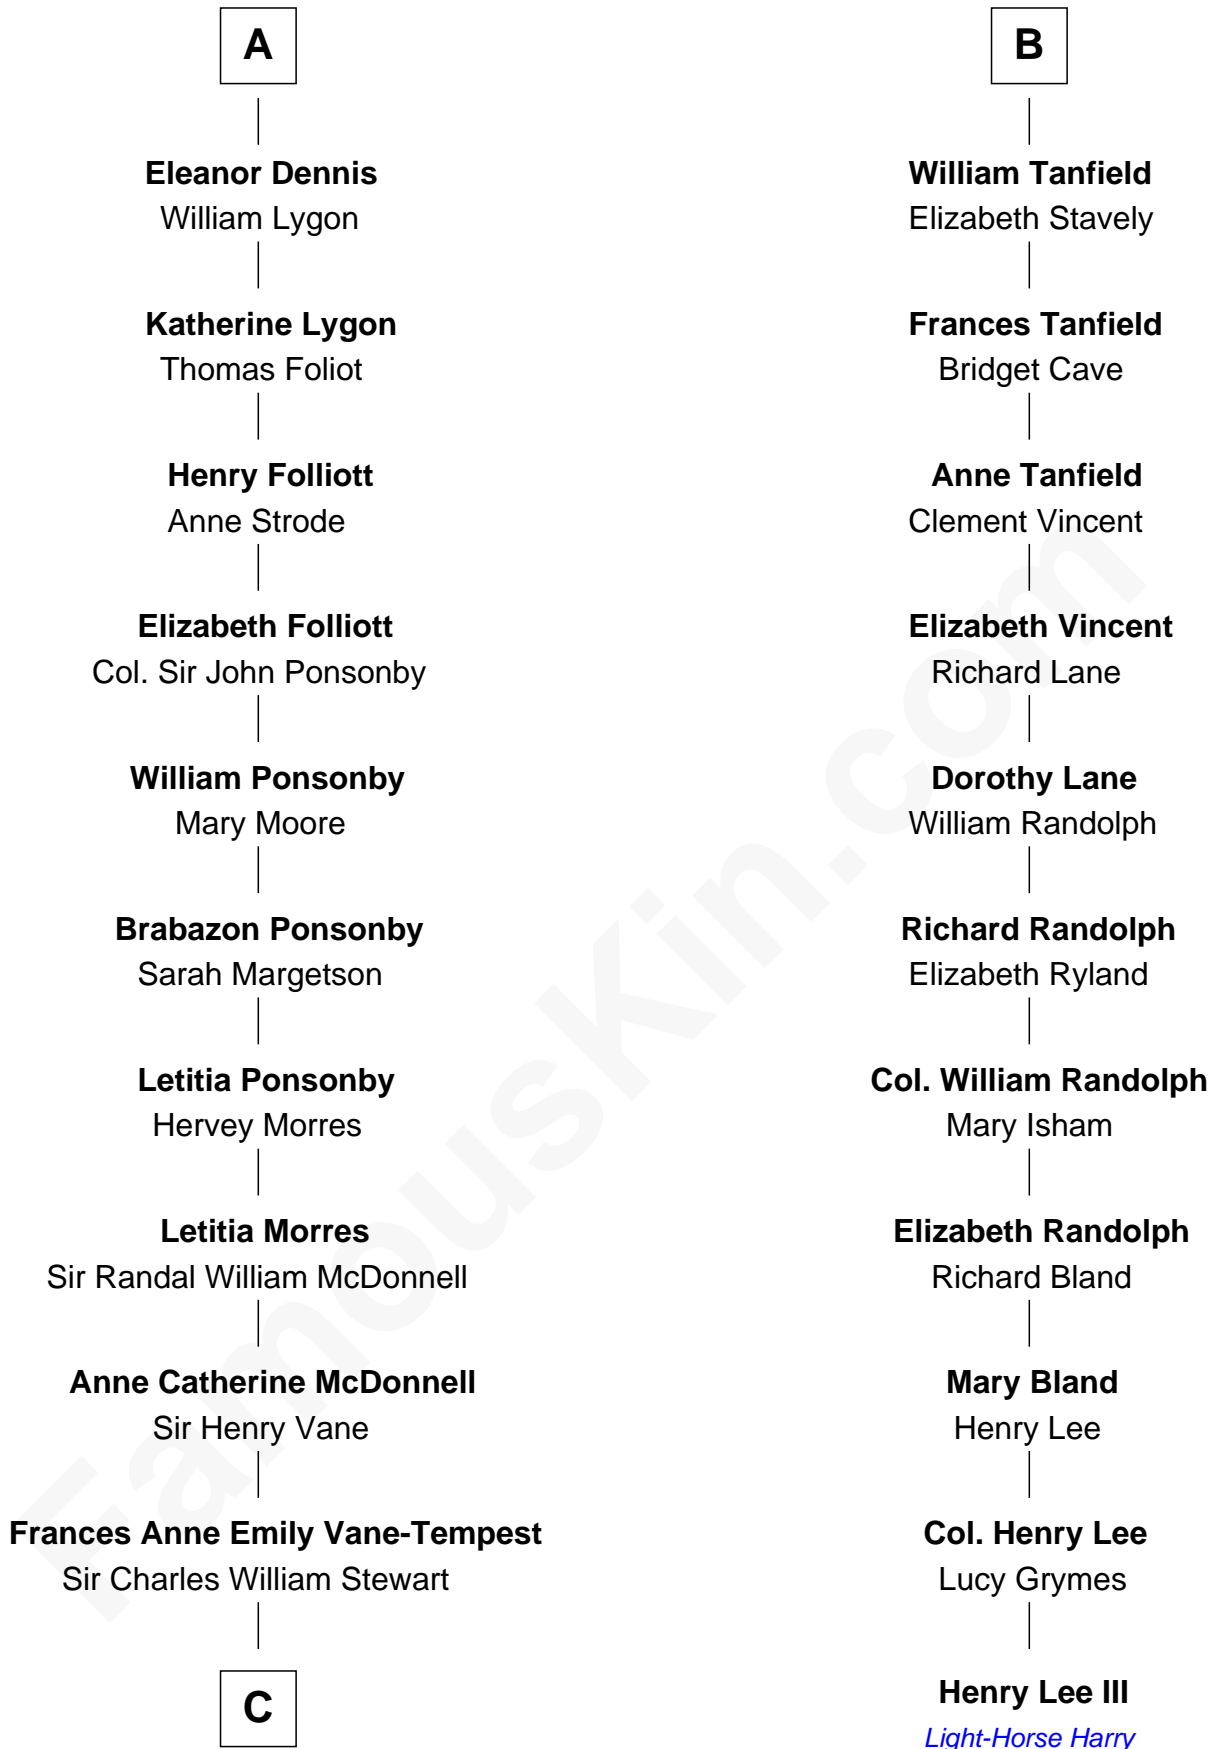 A
Eleanor Dennis
William Lygon
Katherine Lygon
Thomas Foliot
Henry Folliott
Anne Strode
Elizabeth Folliott
Col. Sir John Ponsonby
William Ponsonby
Mary Moore
Brabazon Ponsonby
Sarah Margetson
Letitia Ponsonby
Hervey Morres
Letitia Morres
Sir Randal William McDonnell
Anne Catherine McDonnell
Sir Henry Vane
Frances Anne Emily Vane-Tempest
Sir Charles William Stewart
C
B
William Tanfield
Elizabeth Stavely
Frances Tanfield
Bridget Cave
Anne Tanfield
Clement Vincent
Elizabeth Vincent
Richard Lane
Dorothy Lane
William Randolph
Richard Randolph
Elizabeth Ryland
Col. William Randolph
Mary Isham
Elizabeth Randolph
Richard Bland
Mary Bland
Henry Lee
Col. Henry Lee
Lucy Grymes
Henry Lee III
Light-Horse Harry
FamousKin.com